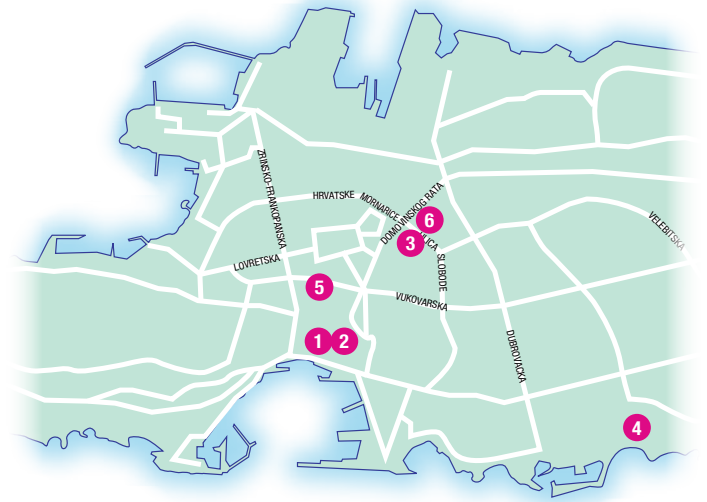 ZRINSKO-FRANKOPANSKA
HRVATSKE MORNARICE
DOMOVINSKOG RATA
6
3
ULICA SLOBODE
VELEBITSKA
LOVRETSKA
5
VUKOVARSKA
1
2
DUBROVAČKA
4